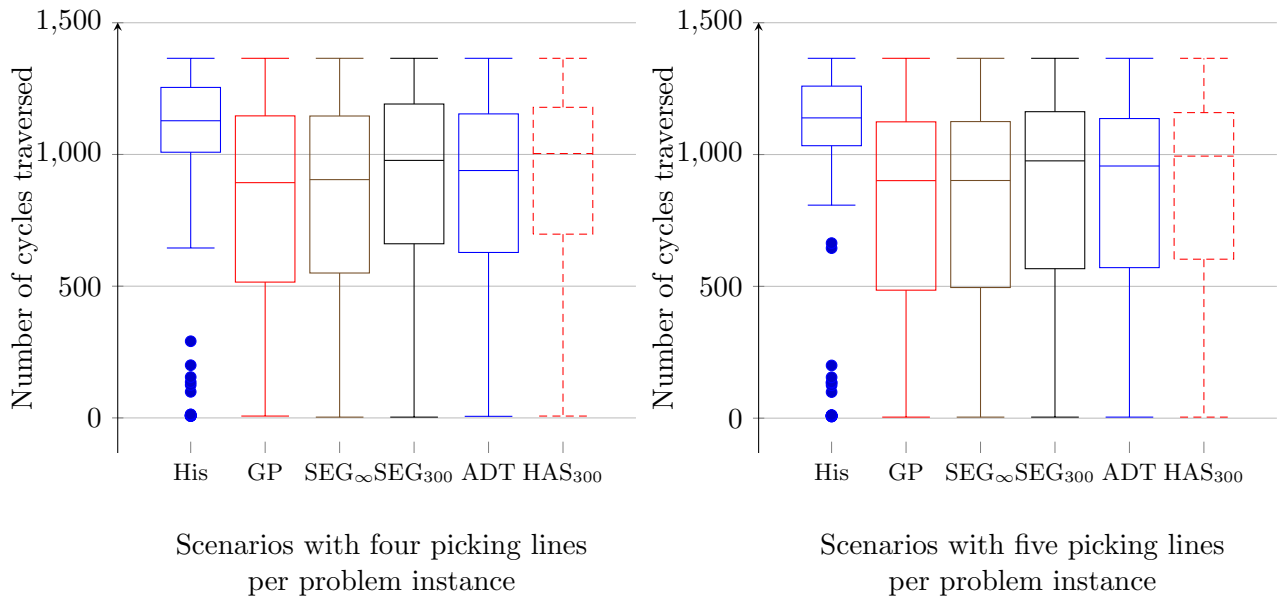 Number of cycles traversed
1,500
1,000
500
0
His GP SEG∞ SEG300 ADT HAS300
Scenarios with four picking lines
per problem instance
Number of cycles traversed
1,500
1,000
500
0
His GP SEG∞ SEG300 ADT HAS300
Scenarios with five picking lines
per problem instance